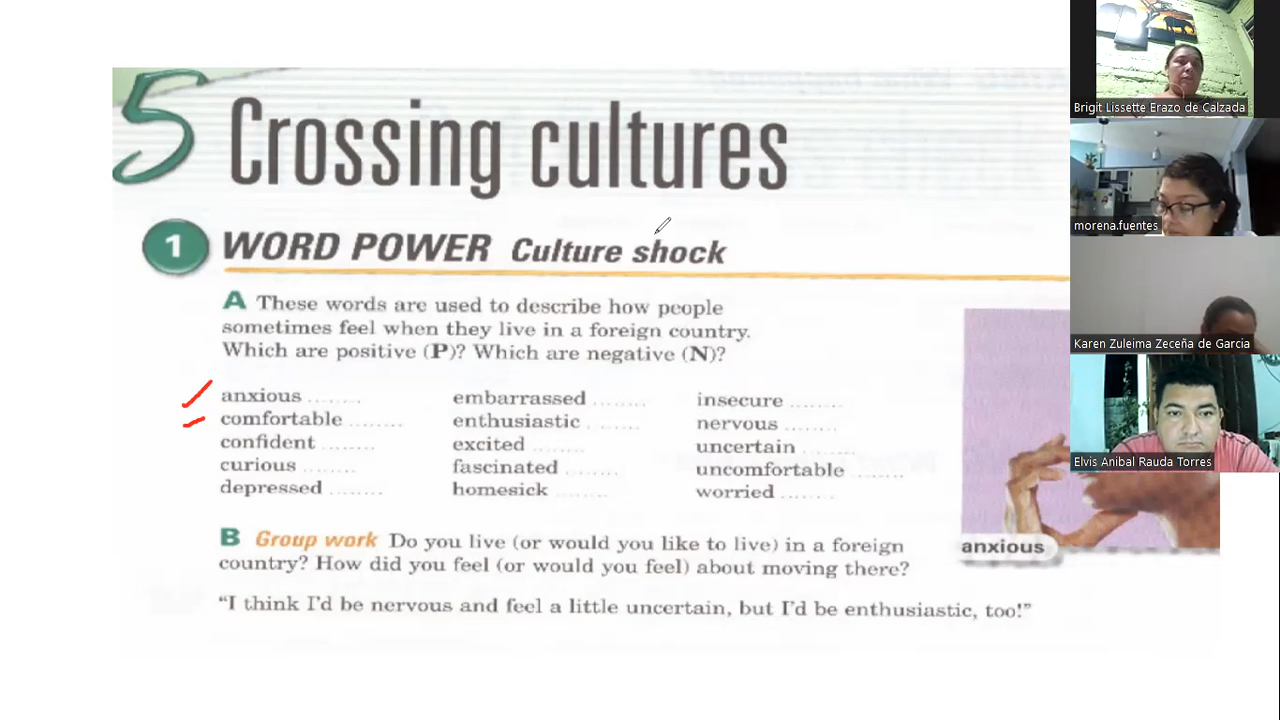 5 Crossing cultures
1 WORD POWER Culture shock
A These words are used to describe how people
sometimes feel when they live in a foreign country.
Which are positive (P)? Which are negative (N)?
anxious ........
comfortable ........
confident ........
curious ........
depressed ........
embarrassed ........
enthusiastic ........
excited ........
fascinated ........
homesick ........
insecure ........
nervous ........
uncertain ........
uncomfortable ........
worried ........
anxious
B Group work Do you live (or would you like to live) in a foreign
country? How did you feel (or would you feel) about moving there?
“I think I’d be nervous and feel a little uncertain, but I’d be enthusiastic, too!”
Brigit Lissette Erazo de Calzada
morena.fuentes
Karen Zuleima Zeceña de Garcia
Elvis Anibal Rauda Torres